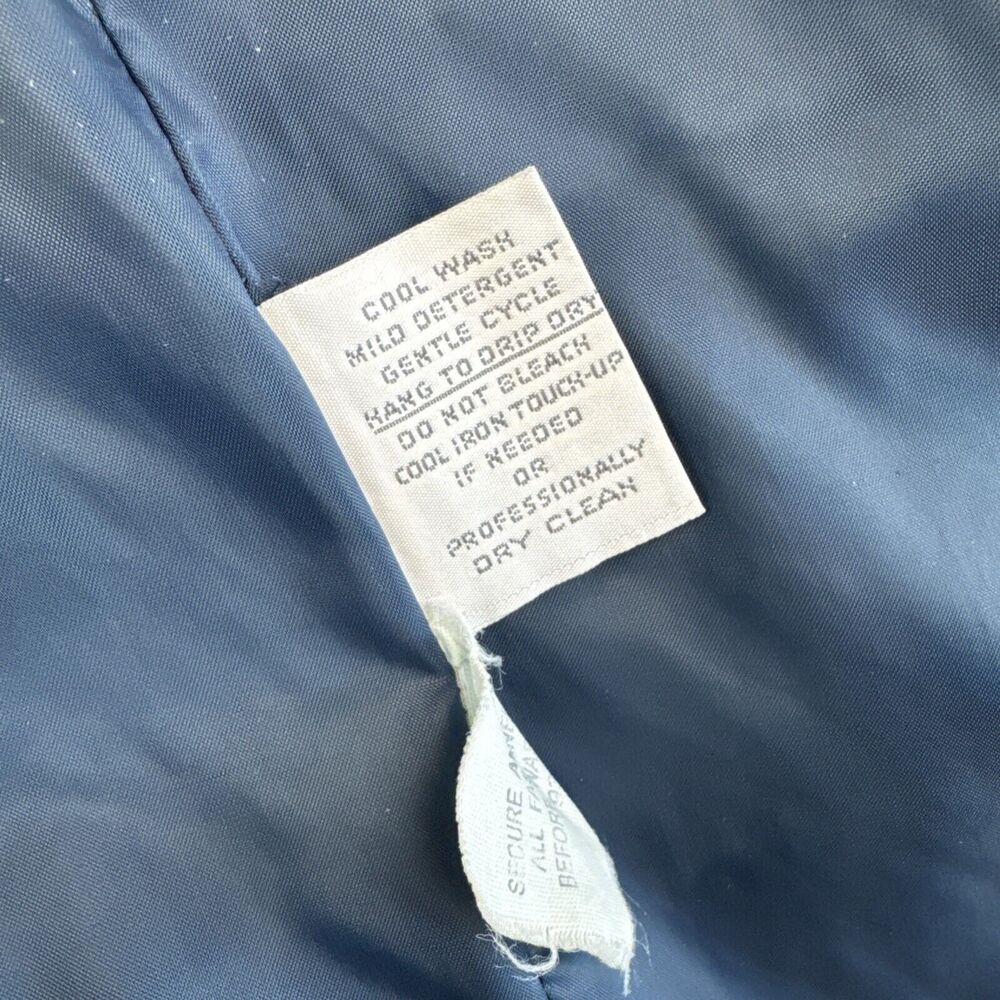 COOL WASH
MILD DETERGENT
GENTLE CYCLE
HANG TO DRIP DRY
DO NOT BLEACH
COOL IRON TOUCH-UP
IF NEEDED
OR
PROFESSIONALLY
DRY CLEAN
SECURE
ALL